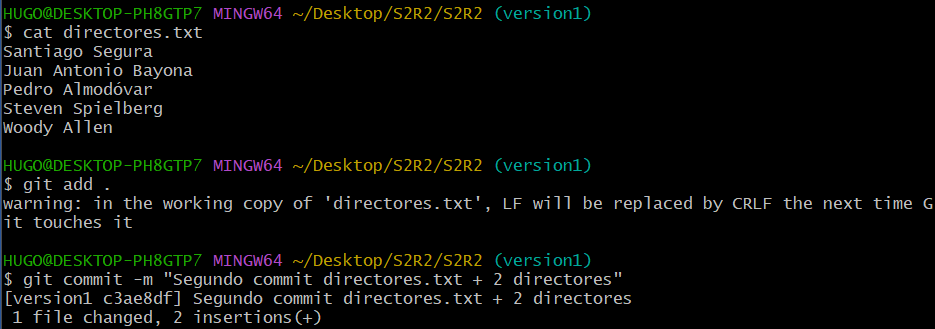 HUGO@DESKTOP-PH8GTP7 MINGW64 ~/Desktop/S2R2/S2R2 (version1)
$ cat directores.txt
Santiago Segura
Juan Antonio Bayona
Pedro Almodóvar
Steven Spielberg
Woody Allen
HUGO@DESKTOP-PH8GTP7 MINGW64 ~/Desktop/S2R2/S2R2 (version1)
$ git add .
warning: in the working copy of 'directores.txt', LF will be replaced by CRLF the next time G
it touches it
HUGO@DESKTOP-PH8GTP7 MINGW64 ~/Desktop/S2R2/S2R2 (version1)
$ git commit -m "Segundo commit directores.txt + 2 directores"
[version1 c3ae8df] Segundo commit directores.txt + 2 directores
 1 file changed, 2 insertions(+)